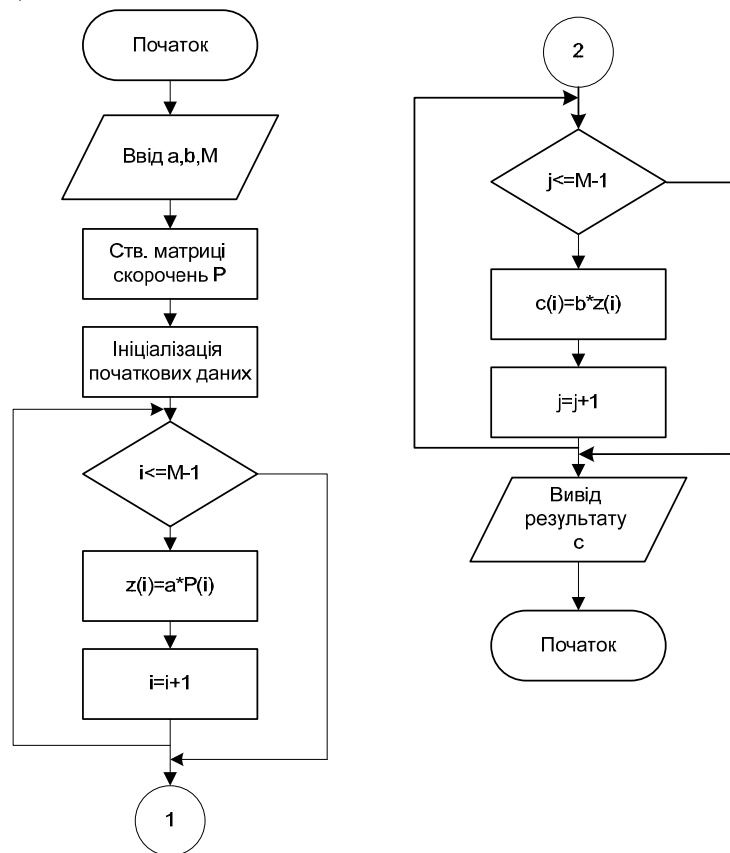 Початок
Ввід a,b,M
Ств. матриці
скорочень P
Ініціалізація
початкових даних
i<=M-1
z(i)=a*P(i)
i=i+1
1
2
j<=M-1
c(i)=b*z(i)
j=j+1
Вивід
результату
c
Початок